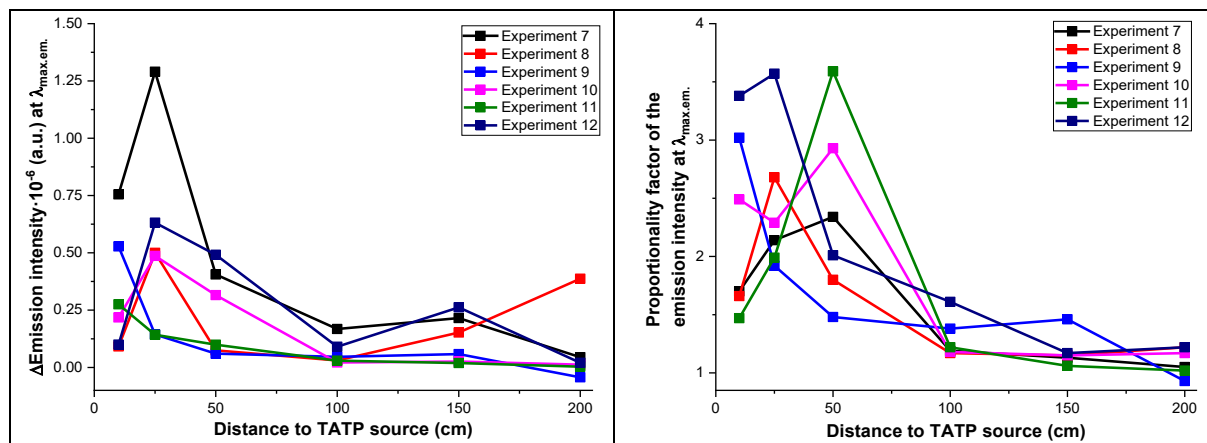 ΔEmission intensity·10⁻⁶ (a.u.) at λmax.em.
1.50
1.25
1.00
0.75
0.50
0.25
0.00
0
50
100
150
200
Distance to TATP source (cm)
Experiment 7
Experiment 8
Experiment 9
Experiment 10
Experiment 11
Experiment 12
Proportionality factor of the
emission intensity at λmax.em.
4
3
2
1
0
50
100
150
200
Distance to TATP source (cm)
Experiment 7
Experiment 8
Experiment 9
Experiment 10
Experiment 11
Experiment 12